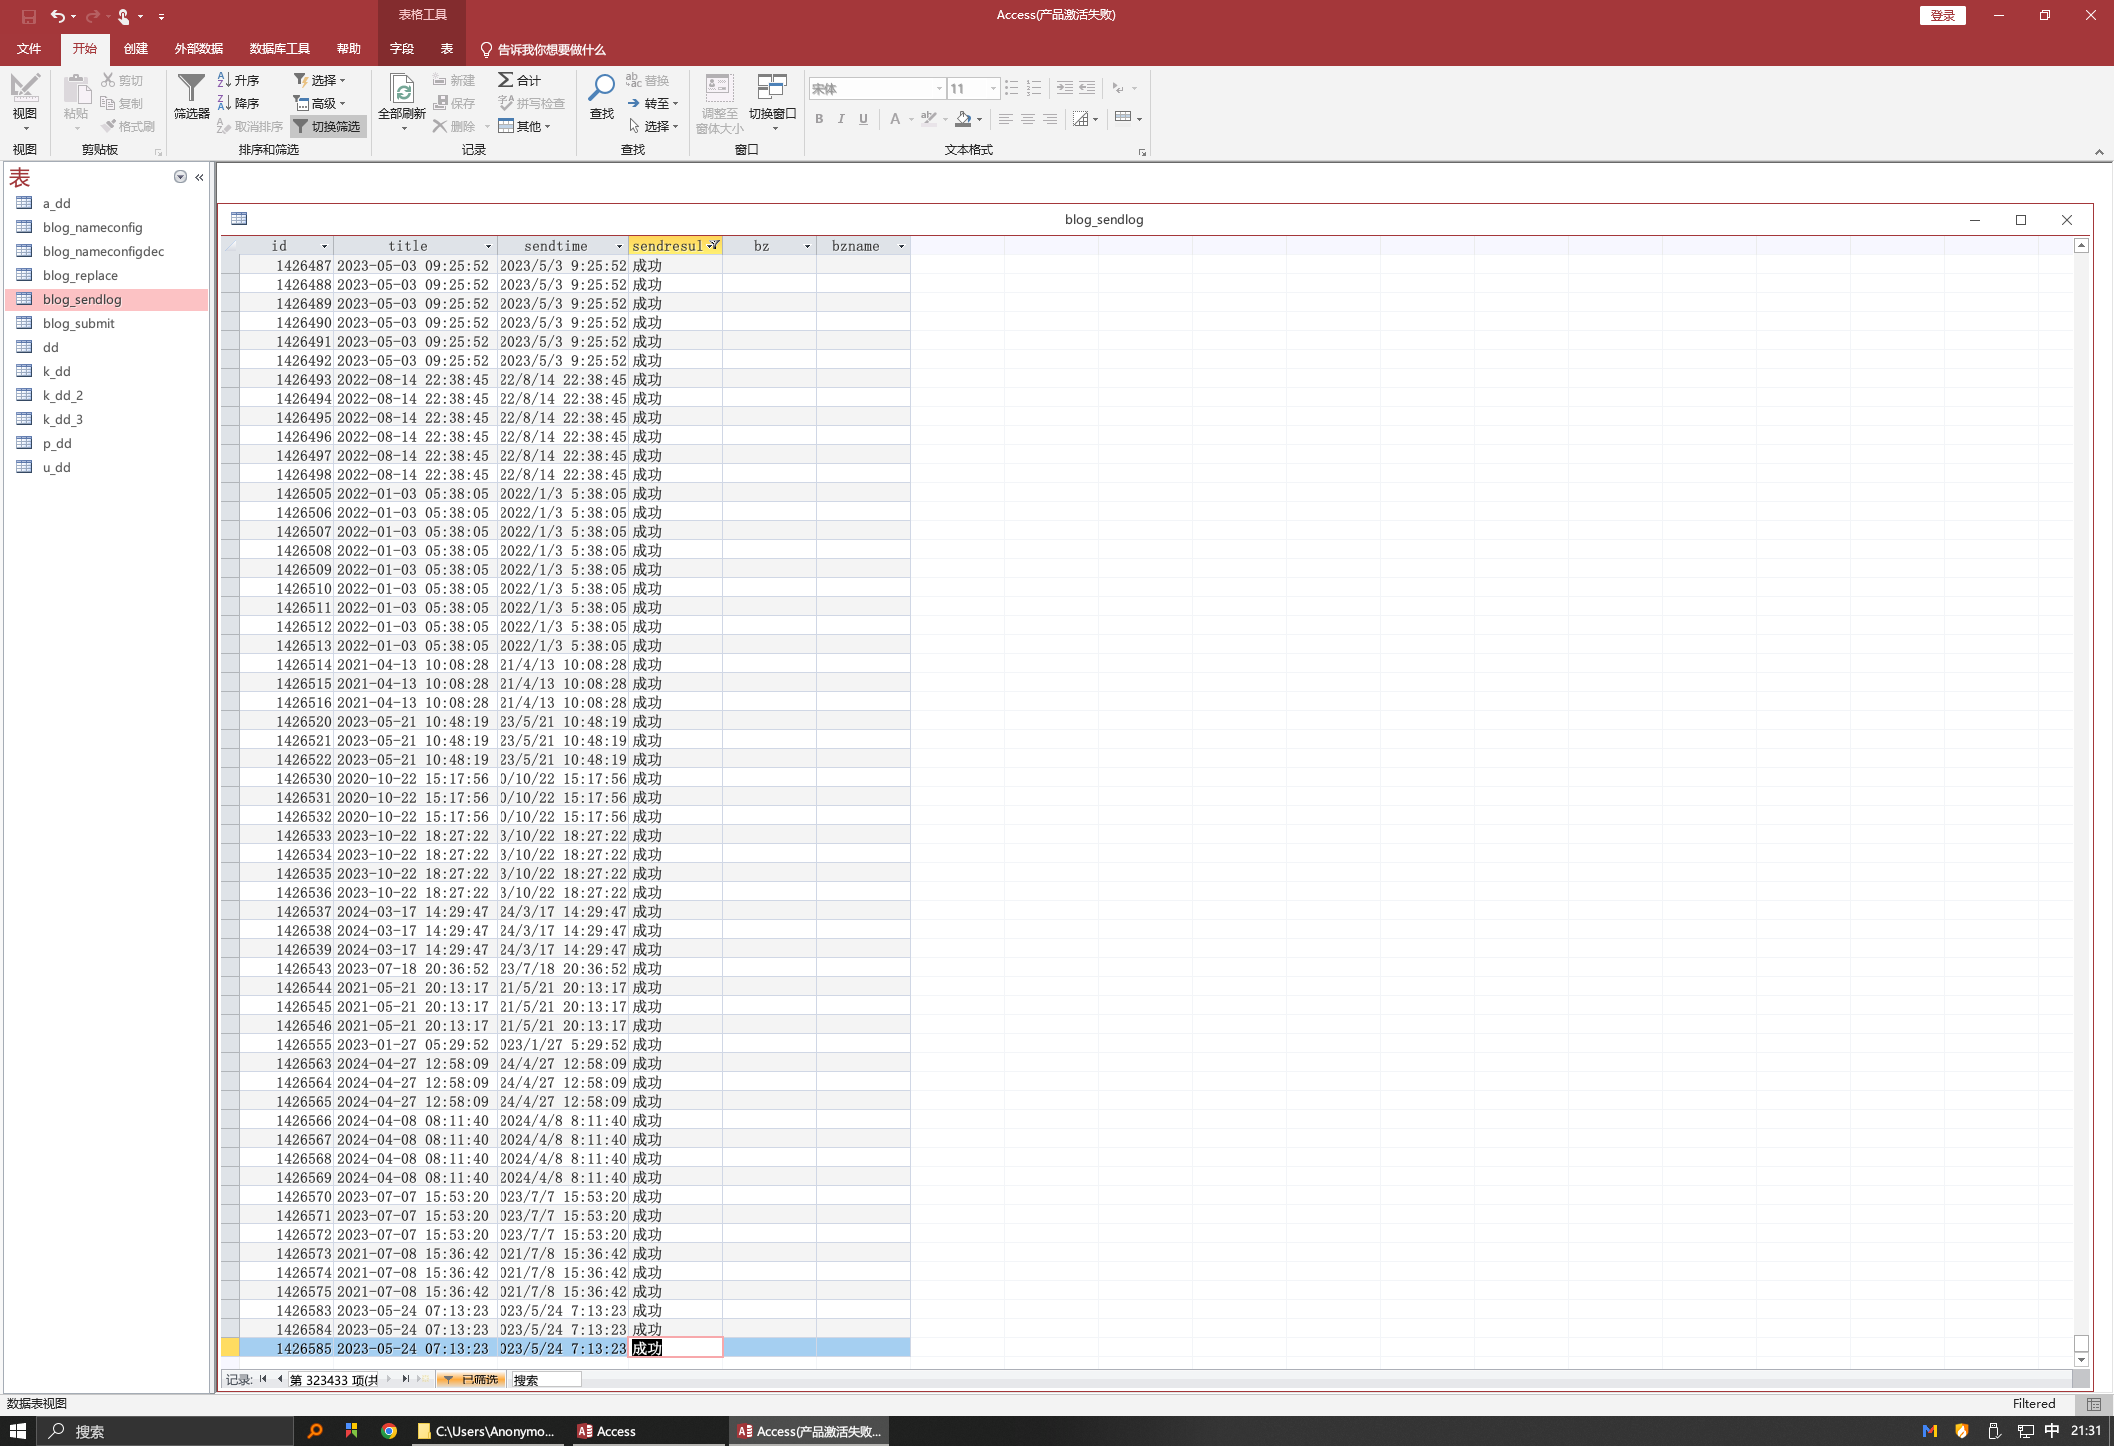 表格工具
Access(产品激活失败)
登录
文件 开始 创建 外部数据 数据库工具 帮助 字段 表 告诉我你想要做什么
视图 粘贴 剪切 复制 格式刷 筛选器 升序 降序 取消排序 选择 高级 切换筛选 全部刷新 新建 保存 删除 合计 拼写检查 其他 查找 替换 转至 选择 调整至窗体大小 切换窗口 宋体 11
视图 剪贴板 排序和筛选 记录 查找 窗口 文本格式
表
a_dd
blog_nameconfig
blog_nameconfigdec
blog_replace
blog_sendlog
blog_submit
dd
k_dd
k_dd_2
k_dd_3
p_dd
u_dd
blog_sendlog
id title sendtime sendresul bz bzname
1426487 2023-05-03 09:25:52 2023/5/3 9:25:52 成功
1426488 2023-05-03 09:25:52 2023/5/3 9:25:52 成功
1426489 2023-05-03 09:25:52 2023/5/3 9:25:52 成功
1426490 2023-05-03 09:25:52 2023/5/3 9:25:52 成功
1426491 2023-05-03 09:25:52 2023/5/3 9:25:52 成功
1426492 2023-05-03 09:25:52 2023/5/3 9:25:52 成功
1426493 2022-08-14 22:38:45 22/8/14 22:38:45 成功
1426494 2022-08-14 22:38:45 22/8/14 22:38:45 成功
1426495 2022-08-14 22:38:45 22/8/14 22:38:45 成功
1426496 2022-08-14 22:38:45 22/8/14 22:38:45 成功
1426497 2022-08-14 22:38:45 22/8/14 22:38:45 成功
1426498 2022-08-14 22:38:45 22/8/14 22:38:45 成功
1426505 2022-01-03 05:38:05 2022/1/3 5:38:05 成功
1426506 2022-01-03 05:38:05 2022/1/3 5:38:05 成功
1426507 2022-01-03 05:38:05 2022/1/3 5:38:05 成功
1426508 2022-01-03 05:38:05 2022/1/3 5:38:05 成功
1426509 2022-01-03 05:38:05 2022/1/3 5:38:05 成功
1426510 2022-01-03 05:38:05 2022/1/3 5:38:05 成功
1426511 2022-01-03 05:38:05 2022/1/3 5:38:05 成功
1426512 2022-01-03 05:38:05 2022/1/3 5:38:05 成功
1426513 2022-01-03 05:38:05 2022/1/3 5:38:05 成功
1426514 2021-04-13 10:08:28 21/4/13 10:08:28 成功
1426515 2021-04-13 10:08:28 21/4/13 10:08:28 成功
1426516 2021-04-13 10:08:28 21/4/13 10:08:28 成功
1426520 2023-05-21 10:48:19 23/5/21 10:48:19 成功
1426521 2023-05-21 10:48:19 23/5/21 10:48:19 成功
1426522 2023-05-21 10:48:19 23/5/21 10:48:19 成功
1426530 2020-10-22 15:17:56 0/10/22 15:17:56 成功
1426531 2020-10-22 15:17:56 0/10/22 15:17:56 成功
1426532 2020-10-22 15:17:56 0/10/22 15:17:56 成功
1426533 2023-10-22 18:27:22 3/10/22 18:27:22 成功
1426534 2023-10-22 18:27:22 3/10/22 18:27:22 成功
1426535 2023-10-22 18:27:22 3/10/22 18:27:22 成功
1426536 2023-10-22 18:27:22 3/10/22 18:27:22 成功
1426537 2024-03-17 14:29:47 24/3/17 14:29:47 成功
1426538 2024-03-17 14:29:47 24/3/17 14:29:47 成功
1426539 2024-03-17 14:29:47 24/3/17 14:29:47 成功
1426543 2023-07-18 20:36:52 23/7/18 20:36:52 成功
1426544 2021-05-21 20:13:17 21/5/21 20:13:17 成功
1426545 2021-05-21 20:13:17 21/5/21 20:13:17 成功
1426546 2021-05-21 20:13:17 21/5/21 20:13:17 成功
1426555 2023-01-27 05:29:52 023/1/27 5:29:52 成功
1426563 2024-04-27 12:58:09 24/4/27 12:58:09 成功
1426564 2024-04-27 12:58:09 24/4/27 12:58:09 成功
1426565 2024-04-27 12:58:09 24/4/27 12:58:09 成功
1426566 2024-04-08 08:11:40 2024/4/8 8:11:40 成功
1426567 2024-04-08 08:11:40 2024/4/8 8:11:40 成功
1426568 2024-04-08 08:11:40 2024/4/8 8:11:40 成功
1426569 2024-04-08 08:11:40 2024/4/8 8:11:40 成功
1426570 2023-07-07 15:53:20 023/7/7 15:53:20 成功
1426571 2023-07-07 15:53:20 023/7/7 15:53:20 成功
1426572 2023-07-07 15:53:20 023/7/7 15:53:20 成功
1426573 2021-07-08 15:36:42 021/7/8 15:36:42 成功
1426574 2021-07-08 15:36:42 021/7/8 15:36:42 成功
1426575 2021-07-08 15:36:42 021/7/8 15:36:42 成功
1426583 2023-05-24 07:13:23 023/5/24 7:13:23 成功
1426584 2023-05-24 07:13:23 023/5/24 7:13:23 成功
1426585 2023-05-24 07:13:23 023/5/24 7:13:23 成功
记录: 第 323433 项(共 已筛选 搜索
数据表视图 Filtered
搜索 C:\Users\Anonymo... Access Access(产品激活失败... 中 21:31